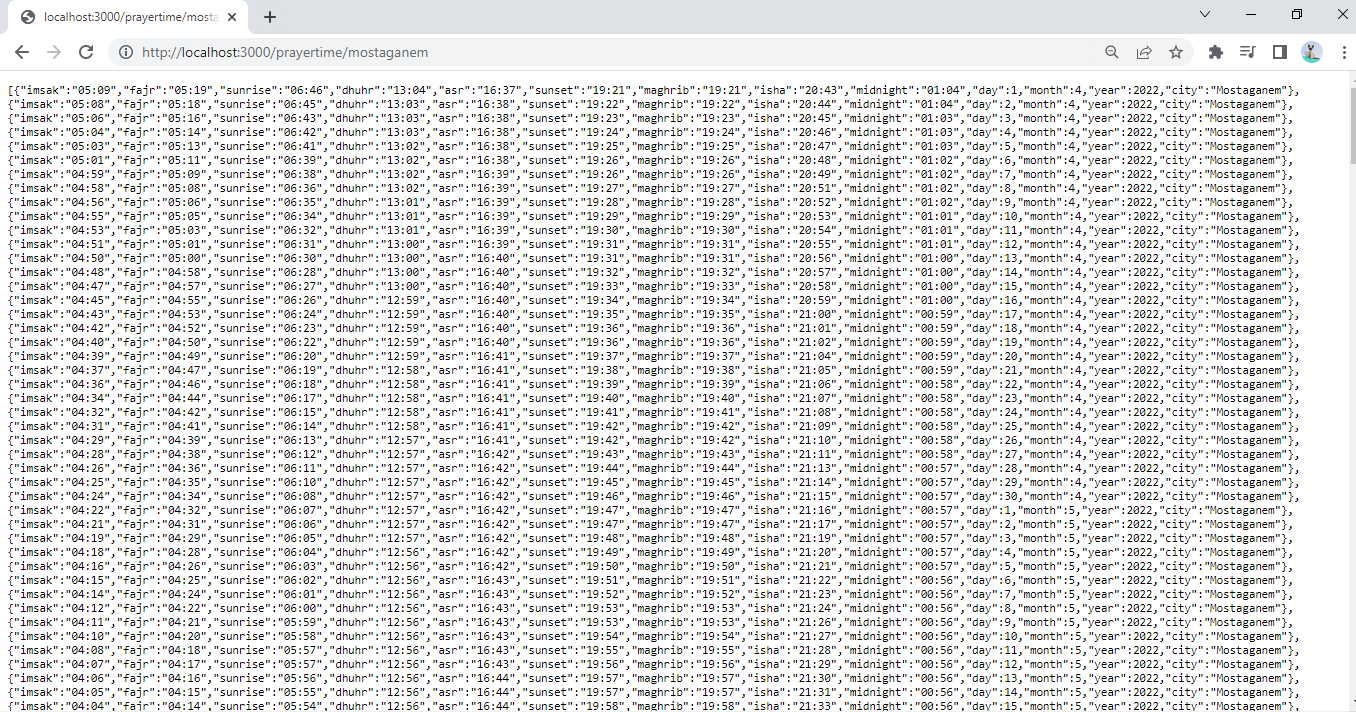 localhost:3000/prayertime/mosta
http://localhost:3000/prayertime/mostaganem
[{"imsak":"05:09","fajr":"05:19","sunrise":"06:46","dhuhr":"13:04","asr":"16:37","sunset":"19:21","maghrib":"19:21","isha":"20:43","midnight":"01:04","day":1,"month":4,"year":2022,"city":"Mostaganem"},
{"imsak":"05:08","fajr":"05:18","sunrise":"06:45","dhuhr":"13:03","asr":"16:38","sunset":"19:22","maghrib":"19:22","isha":"20:44","midnight":"01:04","day":2,"month":4,"year":2022,"city":"Mostaganem"},
{"imsak":"05:06","fajr":"05:16","sunrise":"06:43","dhuhr":"13:03","asr":"16:38","sunset":"19:23","maghrib":"19:23","isha":"20:45","midnight":"01:03","day":3,"month":4,"year":2022,"city":"Mostaganem"},
{"imsak":"05:04","fajr":"05:14","sunrise":"06:42","dhuhr":"13:03","asr":"16:38","sunset":"19:24","maghrib":"19:24","isha":"20:46","midnight":"01:03","day":4,"month":4,"year":2022,"city":"Mostaganem"},
{"imsak":"05:03","fajr":"05:13","sunrise":"06:41","dhuhr":"13:02","asr":"16:38","sunset":"19:25","maghrib":"19:25","isha":"20:47","midnight":"01:03","day":5,"month":4,"year":2022,"city":"Mostaganem"},
{"imsak":"05:01","fajr":"05:11","sunrise":"06:39","dhuhr":"13:02","asr":"16:38","sunset":"19:26","maghrib":"19:26","isha":"20:48","midnight":"01:02","day":6,"month":4,"year":2022,"city":"Mostaganem"},
{"imsak":"04:59","fajr":"05:09","sunrise":"06:38","dhuhr":"13:02","asr":"16:39","sunset":"19:26","maghrib":"19:26","isha":"20:49","midnight":"01:02","day":7,"month":4,"year":2022,"city":"Mostaganem"},
{"imsak":"04:58","fajr":"05:08","sunrise":"06:36","dhuhr":"13:02","asr":"16:39","sunset":"19:27","maghrib":"19:27","isha":"20:51","midnight":"01:02","day":8,"month":4,"year":2022,"city":"Mostaganem"},
{"imsak":"04:56","fajr":"05:06","sunrise":"06:35","dhuhr":"13:01","asr":"16:39","sunset":"19:28","maghrib":"19:28","isha":"20:52","midnight":"01:02","day":9,"month":4,"year":2022,"city":"Mostaganem"},
{"imsak":"04:55","fajr":"05:05","sunrise":"06:34","dhuhr":"13:01","asr":"16:39","sunset":"19:29","maghrib":"19:29","isha":"20:53","midnight":"01:01","day":10,"month":4,"year":2022,"city":"Mostaganem"},
{"imsak":"04:53","fajr":"05:03","sunrise":"06:32","dhuhr":"13:01","asr":"16:39","sunset":"19:30","maghrib":"19:30","isha":"20:54","midnight":"01:01","day":11,"month":4,"year":2022,"city":"Mostaganem"},
{"imsak":"04:51","fajr":"05:01","sunrise":"06:31","dhuhr":"13:00","asr":"16:39","sunset":"19:31","maghrib":"19:31","isha":"20:55","midnight":"01:01","day":12,"month":4,"year":2022,"city":"Mostaganem"},
{"imsak":"04:50","fajr":"05:00","sunrise":"06:30","dhuhr":"13:00","asr":"16:40","sunset":"19:31","maghrib":"19:31","isha":"20:56","midnight":"01:00","day":13,"month":4,"year":2022,"city":"Mostaganem"},
{"imsak":"04:48","fajr":"04:58","sunrise":"06:28","dhuhr":"13:00","asr":"16:40","sunset":"19:32","maghrib":"19:32","isha":"20:57","midnight":"01:00","day":14,"month":4,"year":2022,"city":"Mostaganem"},
{"imsak":"04:47","fajr":"04:57","sunrise":"06:27","dhuhr":"13:00","asr":"16:40","sunset":"19:33","maghrib":"19:33","isha":"20:58","midnight":"01:00","day":15,"month":4,"year":2022,"city":"Mostaganem"},
{"imsak":"04:45","fajr":"04:55","sunrise":"06:26","dhuhr":"12:59","asr":"16:40","sunset":"19:34","maghrib":"19:34","isha":"20:59","midnight":"01:00","day":16,"month":4,"year":2022,"city":"Mostaganem"},
{"imsak":"04:43","fajr":"04:53","sunrise":"06:24","dhuhr":"12:59","asr":"16:40","sunset":"19:35","maghrib":"19:35","isha":"21:00","midnight":"00:59","day":17,"month":4,"year":2022,"city":"Mostaganem"},
{"imsak":"04:42","fajr":"04:52","sunrise":"06:23","dhuhr":"12:59","asr":"16:40","sunset":"19:36","maghrib":"19:36","isha":"21:01","midnight":"00:59","day":18,"month":4,"year":2022,"city":"Mostaganem"},
{"imsak":"04:40","fajr":"04:50","sunrise":"06:22","dhuhr":"12:59","asr":"16:40","sunset":"19:36","maghrib":"19:36","isha":"21:02","midnight":"00:59","day":19,"month":4,"year":2022,"city":"Mostaganem"},
{"imsak":"04:39","fajr":"04:49","sunrise":"06:20","dhuhr":"12:59","asr":"16:41","sunset":"19:37","maghrib":"19:37","isha":"21:04","midnight":"00:59","day":20,"month":4,"year":2022,"city":"Mostaganem"},
{"imsak":"04:37","fajr":"04:47","sunrise":"06:19","dhuhr":"12:58","asr":"16:41","sunset":"19:38","maghrib":"19:38","isha":"21:05","midnight":"00:59","day":21,"month":4,"year":2022,"city":"Mostaganem"},
{"imsak":"04:36","fajr":"04:46","sunrise":"06:18","dhuhr":"12:58","asr":"16:41","sunset":"19:39","maghrib":"19:39","isha":"21:06","midnight":"00:58","day":22,"month":4,"year":2022,"city":"Mostaganem"},
{"imsak":"04:34","fajr":"04:44","sunrise":"06:17","dhuhr":"12:58","asr":"16:41","sunset":"19:40","maghrib":"19:40","isha":"21:07","midnight":"00:58","day":23,"month":4,"year":2022,"city":"Mostaganem"},
{"imsak":"04:32","fajr":"04:42","sunrise":"06:15","dhuhr":"12:58","asr":"16:41","sunset":"19:41","maghrib":"19:41","isha":"21:08","midnight":"00:58","day":24,"month":4,"year":2022,"city":"Mostaganem"},
{"imsak":"04:31","fajr":"04:41","sunrise":"06:14","dhuhr":"12:58","asr":"16:41","sunset":"19:42","maghrib":"19:42","isha":"21:09","midnight":"00:58","day":25,"month":4,"year":2022,"city":"Mostaganem"},
{"imsak":"04:29","fajr":"04:39","sunrise":"06:13","dhuhr":"12:57","asr":"16:41","sunset":"19:42","maghrib":"19:42","isha":"21:10","midnight":"00:58","day":26,"month":4,"year":2022,"city":"Mostaganem"},
{"imsak":"04:28","fajr":"04:38","sunrise":"06:12","dhuhr":"12:57","asr":"16:42","sunset":"19:43","maghrib":"19:43","isha":"21:11","midnight":"00:58","day":27,"month":4,"year":2022,"city":"Mostaganem"},
{"imsak":"04:26","fajr":"04:36","sunrise":"06:11","dhuhr":"12:57","asr":"16:42","sunset":"19:44","maghrib":"19:44","isha":"21:13","midnight":"00:57","day":28,"month":4,"year":2022,"city":"Mostaganem"},
{"imsak":"04:25","fajr":"04:35","sunrise":"06:10","dhuhr":"12:57","asr":"16:42","sunset":"19:45","maghrib":"19:45","isha":"21:14","midnight":"00:57","day":29,"month":4,"year":2022,"city":"Mostaganem"},
{"imsak":"04:24","fajr":"04:34","sunrise":"06:08","dhuhr":"12:57","asr":"16:42","sunset":"19:46","maghrib":"19:46","isha":"21:15","midnight":"00:57","day":30,"month":4,"year":2022,"city":"Mostaganem"},
{"imsak":"04:22","fajr":"04:32","sunrise":"06:07","dhuhr":"12:57","asr":"16:42","sunset":"19:47","maghrib":"19:47","isha":"21:16","midnight":"00:57","day":1,"month":5,"year":2022,"city":"Mostaganem"},
{"imsak":"04:21","fajr":"04:31","sunrise":"06:06","dhuhr":"12:57","asr":"16:42","sunset":"19:47","maghrib":"19:47","isha":"21:17","midnight":"00:57","day":2,"month":5,"year":2022,"city":"Mostaganem"},
{"imsak":"04:19","fajr":"04:29","sunrise":"06:05","dhuhr":"12:57","asr":"16:42","sunset":"19:48","maghrib":"19:48","isha":"21:19","midnight":"00:57","day":3,"month":5,"year":2022,"city":"Mostaganem"},
{"imsak":"04:18","fajr":"04:28","sunrise":"06:04","dhuhr":"12:56","asr":"16:42","sunset":"19:49","maghrib":"19:49","isha":"21:20","midnight":"00:57","day":4,"month":5,"year":2022,"city":"Mostaganem"},
{"imsak":"04:16","fajr":"04:26","sunrise":"06:03","dhuhr":"12:56","asr":"16:42","sunset":"19:50","maghrib":"19:50","isha":"21:21","midnight":"00:57","day":5,"month":5,"year":2022,"city":"Mostaganem"},
{"imsak":"04:15","fajr":"04:25","sunrise":"06:02","dhuhr":"12:56","asr":"16:43","sunset":"19:51","maghrib":"19:51","isha":"21:22","midnight":"00:56","day":6,"month":5,"year":2022,"city":"Mostaganem"},
{"imsak":"04:14","fajr":"04:24","sunrise":"06:01","dhuhr":"12:56","asr":"16:43","sunset":"19:52","maghrib":"19:52","isha":"21:23","midnight":"00:56","day":7,"month":5,"year":2022,"city":"Mostaganem"},
{"imsak":"04:12","fajr":"04:22","sunrise":"06:00","dhuhr":"12:56","asr":"16:43","sunset":"19:53","maghrib":"19:53","isha":"21:24","midnight":"00:56","day":8,"month":5,"year":2022,"city":"Mostaganem"},
{"imsak":"04:11","fajr":"04:21","sunrise":"05:59","dhuhr":"12:56","asr":"16:43","sunset":"19:53","maghrib":"19:53","isha":"21:26","midnight":"00:56","day":9,"month":5,"year":2022,"city":"Mostaganem"},
{"imsak":"04:10","fajr":"04:20","sunrise":"05:58","dhuhr":"12:56","asr":"16:43","sunset":"19:54","maghrib":"19:54","isha":"21:27","midnight":"00:56","day":10,"month":5,"year":2022,"city":"Mostaganem"},
{"imsak":"04:08","fajr":"04:18","sunrise":"05:57","dhuhr":"12:56","asr":"16:43","sunset":"19:55","maghrib":"19:55","isha":"21:28","midnight":"00:56","day":11,"month":5,"year":2022,"city":"Mostaganem"},
{"imsak":"04:07","fajr":"04:17","sunrise":"05:57","dhuhr":"12:56","asr":"16:43","sunset":"19:56","maghrib":"19:56","isha":"21:29","midnight":"00:56","day":12,"month":5,"year":2022,"city":"Mostaganem"},
{"imsak":"04:06","fajr":"04:16","sunrise":"05:56","dhuhr":"12:56","asr":"16:44","sunset":"19:57","maghrib":"19:57","isha":"21:30","midnight":"00:56","day":13,"month":5,"year":2022,"city":"Mostaganem"},
{"imsak":"04:05","fajr":"04:15","sunrise":"05:55","dhuhr":"12:56","asr":"16:44","sunset":"19:57","maghrib":"19:57","isha":"21:31","midnight":"00:56","day":14,"month":5,"year":2022,"city":"Mostaganem"},
{"imsak":"04:04","fajr":"04:14","sunrise":"05:54","dhuhr":"12:56","asr":"16:44","sunset":"19:58","maghrib":"19:58","isha":"21:33","midnight":"00:56","day":15,"month":5,"year":2022,"city":"Mostaganem"},